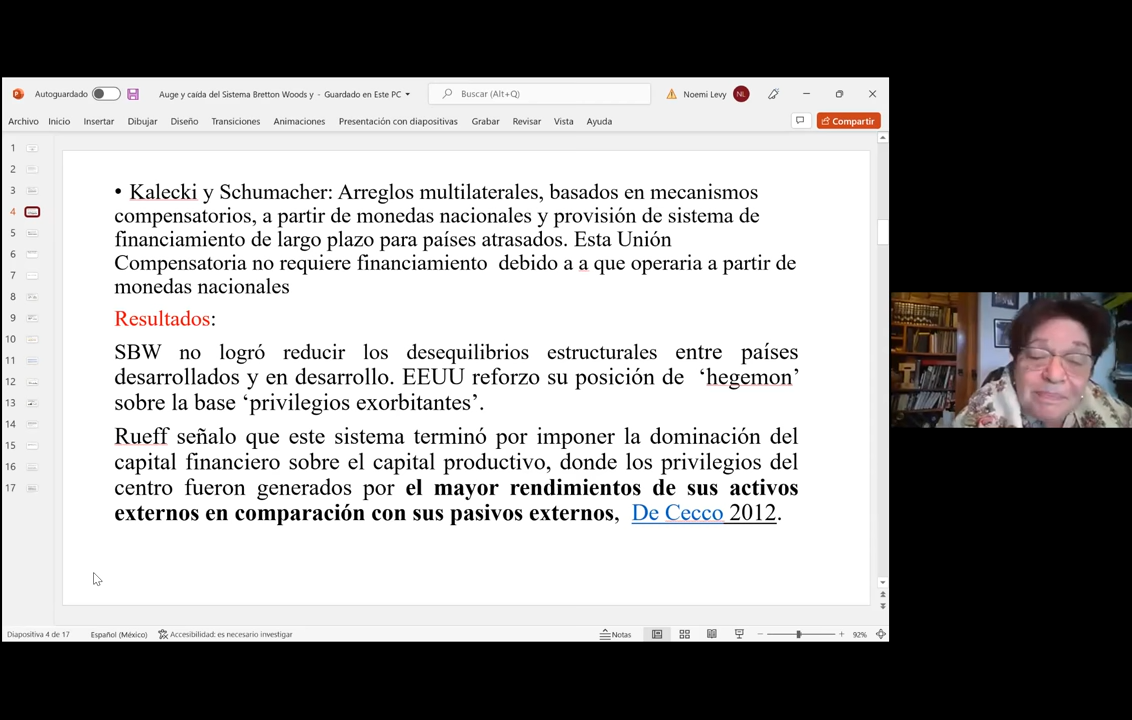 Autoguardado
Auge y caída del Sistema Bretton Woods y - Guardado en Este PC
Buscar (Alt+Q)
Noemi Levy
NL
Archivo Inicio Insertar Dibujar Diseño Transiciones Animaciones Presentación con diapositivas Grabar Revisar Vista Ayuda
Compartir
1
2
3
4
5
6
7
8
9
10
11
12
13
14
15
16
17
• Kalecki y Schumacher: Arreglos multilaterales, basados en mecanismos
compensatorios, a partir de monedas nacionales y provisión de sistema de
financiamiento de largo plazo para países atrasados. Esta Unión
Compensatoria no requiere financiamiento debido a a que operaria a partir de
monedas nacionales
Resultados:
SBW no logró reducir los desequilibrios estructurales entre países
desarrollados y en desarrollo. EEUU reforzo su posición de ‘hegemon’
sobre la base ‘privilegios exorbitantes’.
Rueff señalo que este sistema terminó por imponer la dominación del
capital financiero sobre el capital productivo, donde los privilegios del
centro fueron generados por el mayor rendimientos de sus activos
externos en comparación con sus pasivos externos, De Cecco 2012.
Diapositiva 4 de 17 Español (México) Accesibilidad: es necesario investigar Notas 92%